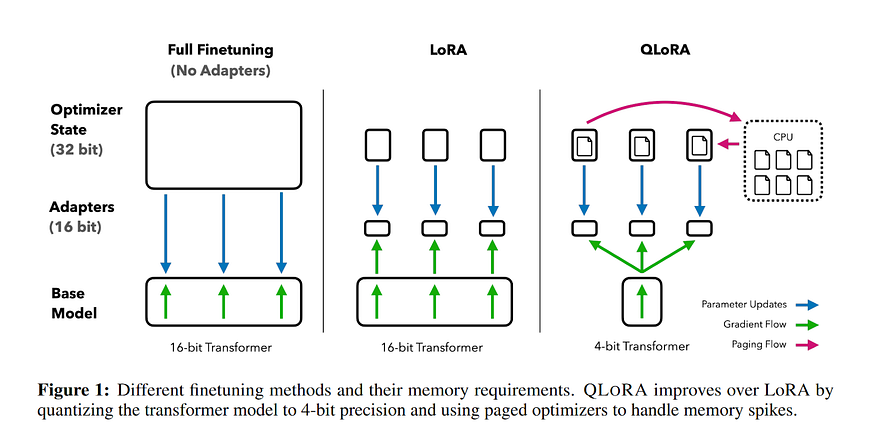 Full Finetuning
(No Adapters)
LoRA
QLoRA
Optimizer
State
(32 bit)
CPU
Adapters
(16 bit)
Base
Model
Parameter Updates
Gradient Flow
Paging Flow
16-bit Transformer
16-bit Transformer
4-bit Transformer
Figure 1: Different finetuning methods and their memory requirements. QLORA improves over LoRA by
quantizing the transformer model to 4-bit precision and using paged optimizers to handle memory spikes.